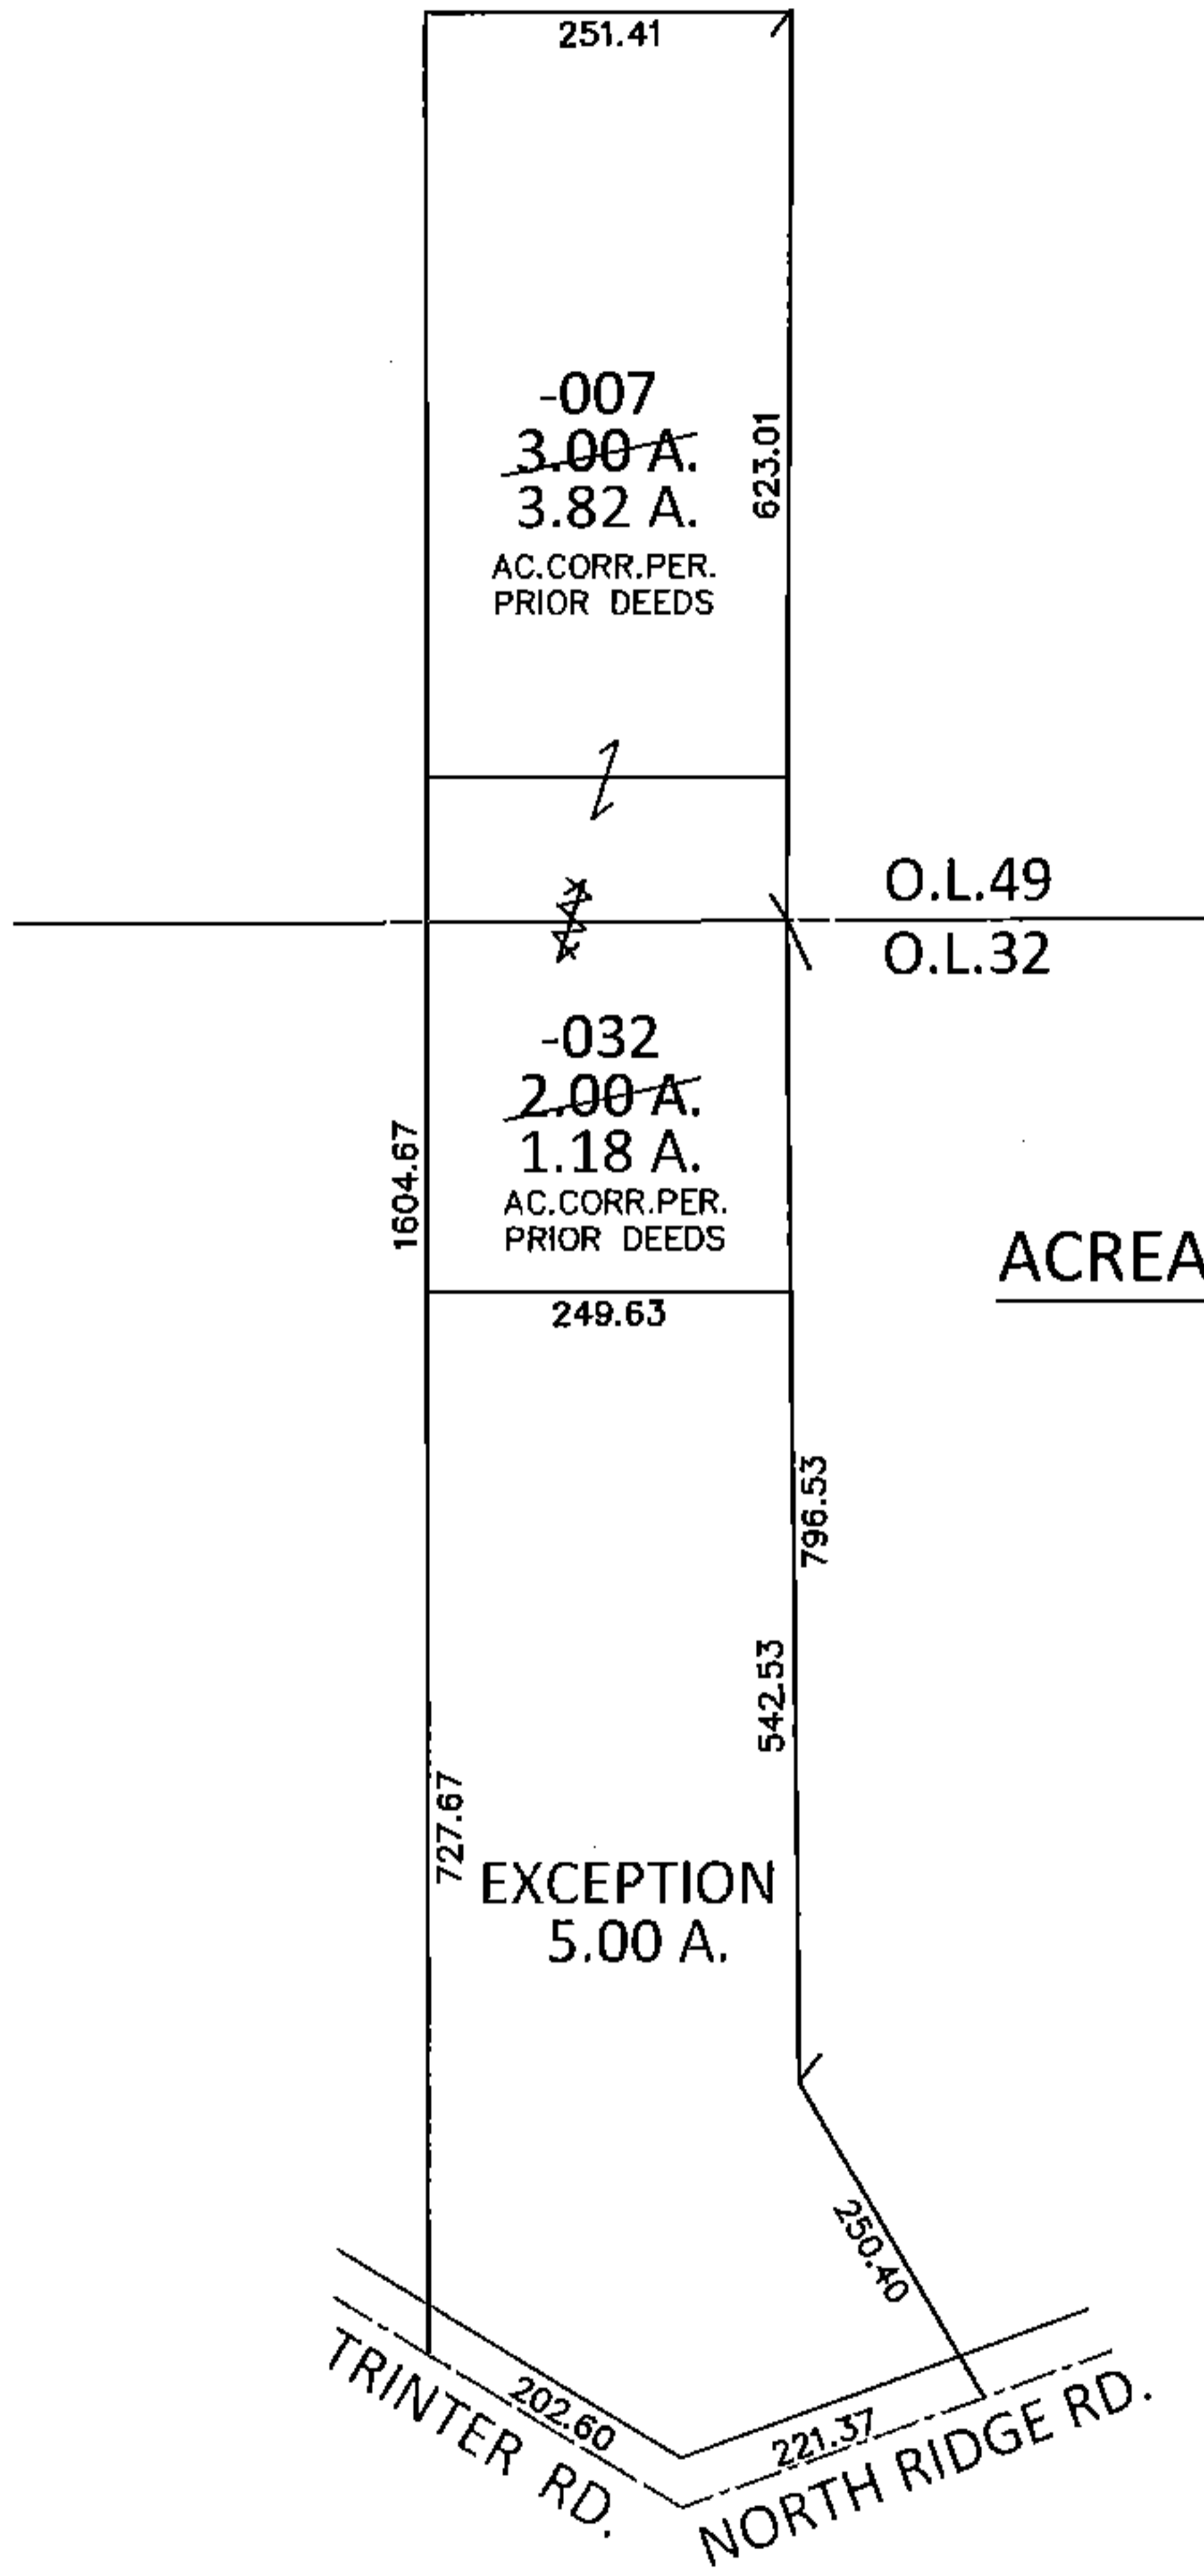 251.41
-007
3.00 A.
3.82 A.
AC.CORR.PER.
PRIOR DEEDS
623.01
O.L.49
O.L.32
-032
2.00 A.
1.18 A.
AC.CORR.PER.
PRIOR DEEDS
1604.67
ACREA
249.63
796.53
542.53
727.67
EXCEPTION
5.00 A.
250.40
202.60
221.37
TRINTER RD.
NORTH RIDGE RD.